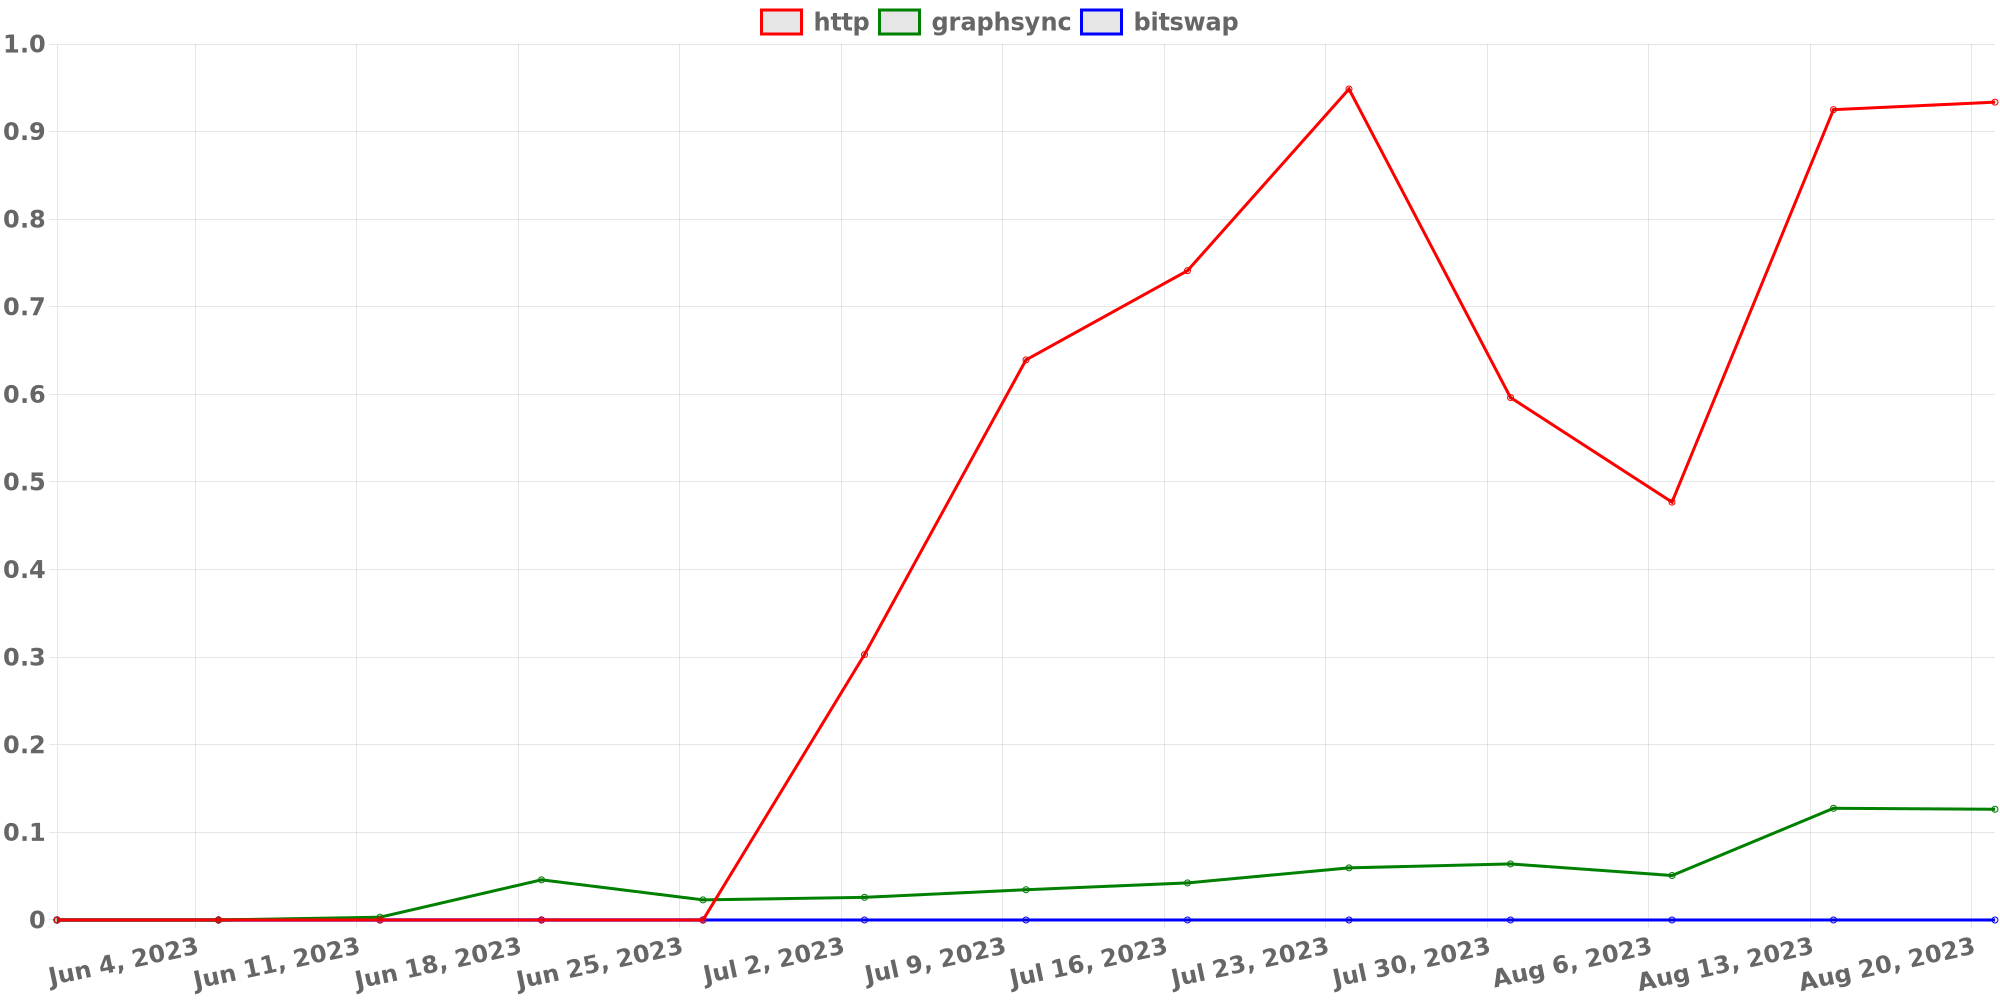 http graphsync bitswap
1.0
0.9
0.8
0.7
0.6
0.5
0.4
0.3
0.2
0.1
0
Jun 4, 2023
Jun 11, 2023
Jun 18, 2023
Jun 25, 2023
Jul 2, 2023
Jul 9, 2023
Jul 16, 2023
Jul 23, 2023
Jul 30, 2023
Aug 6, 2023
Aug 13, 2023
Aug 20, 2023